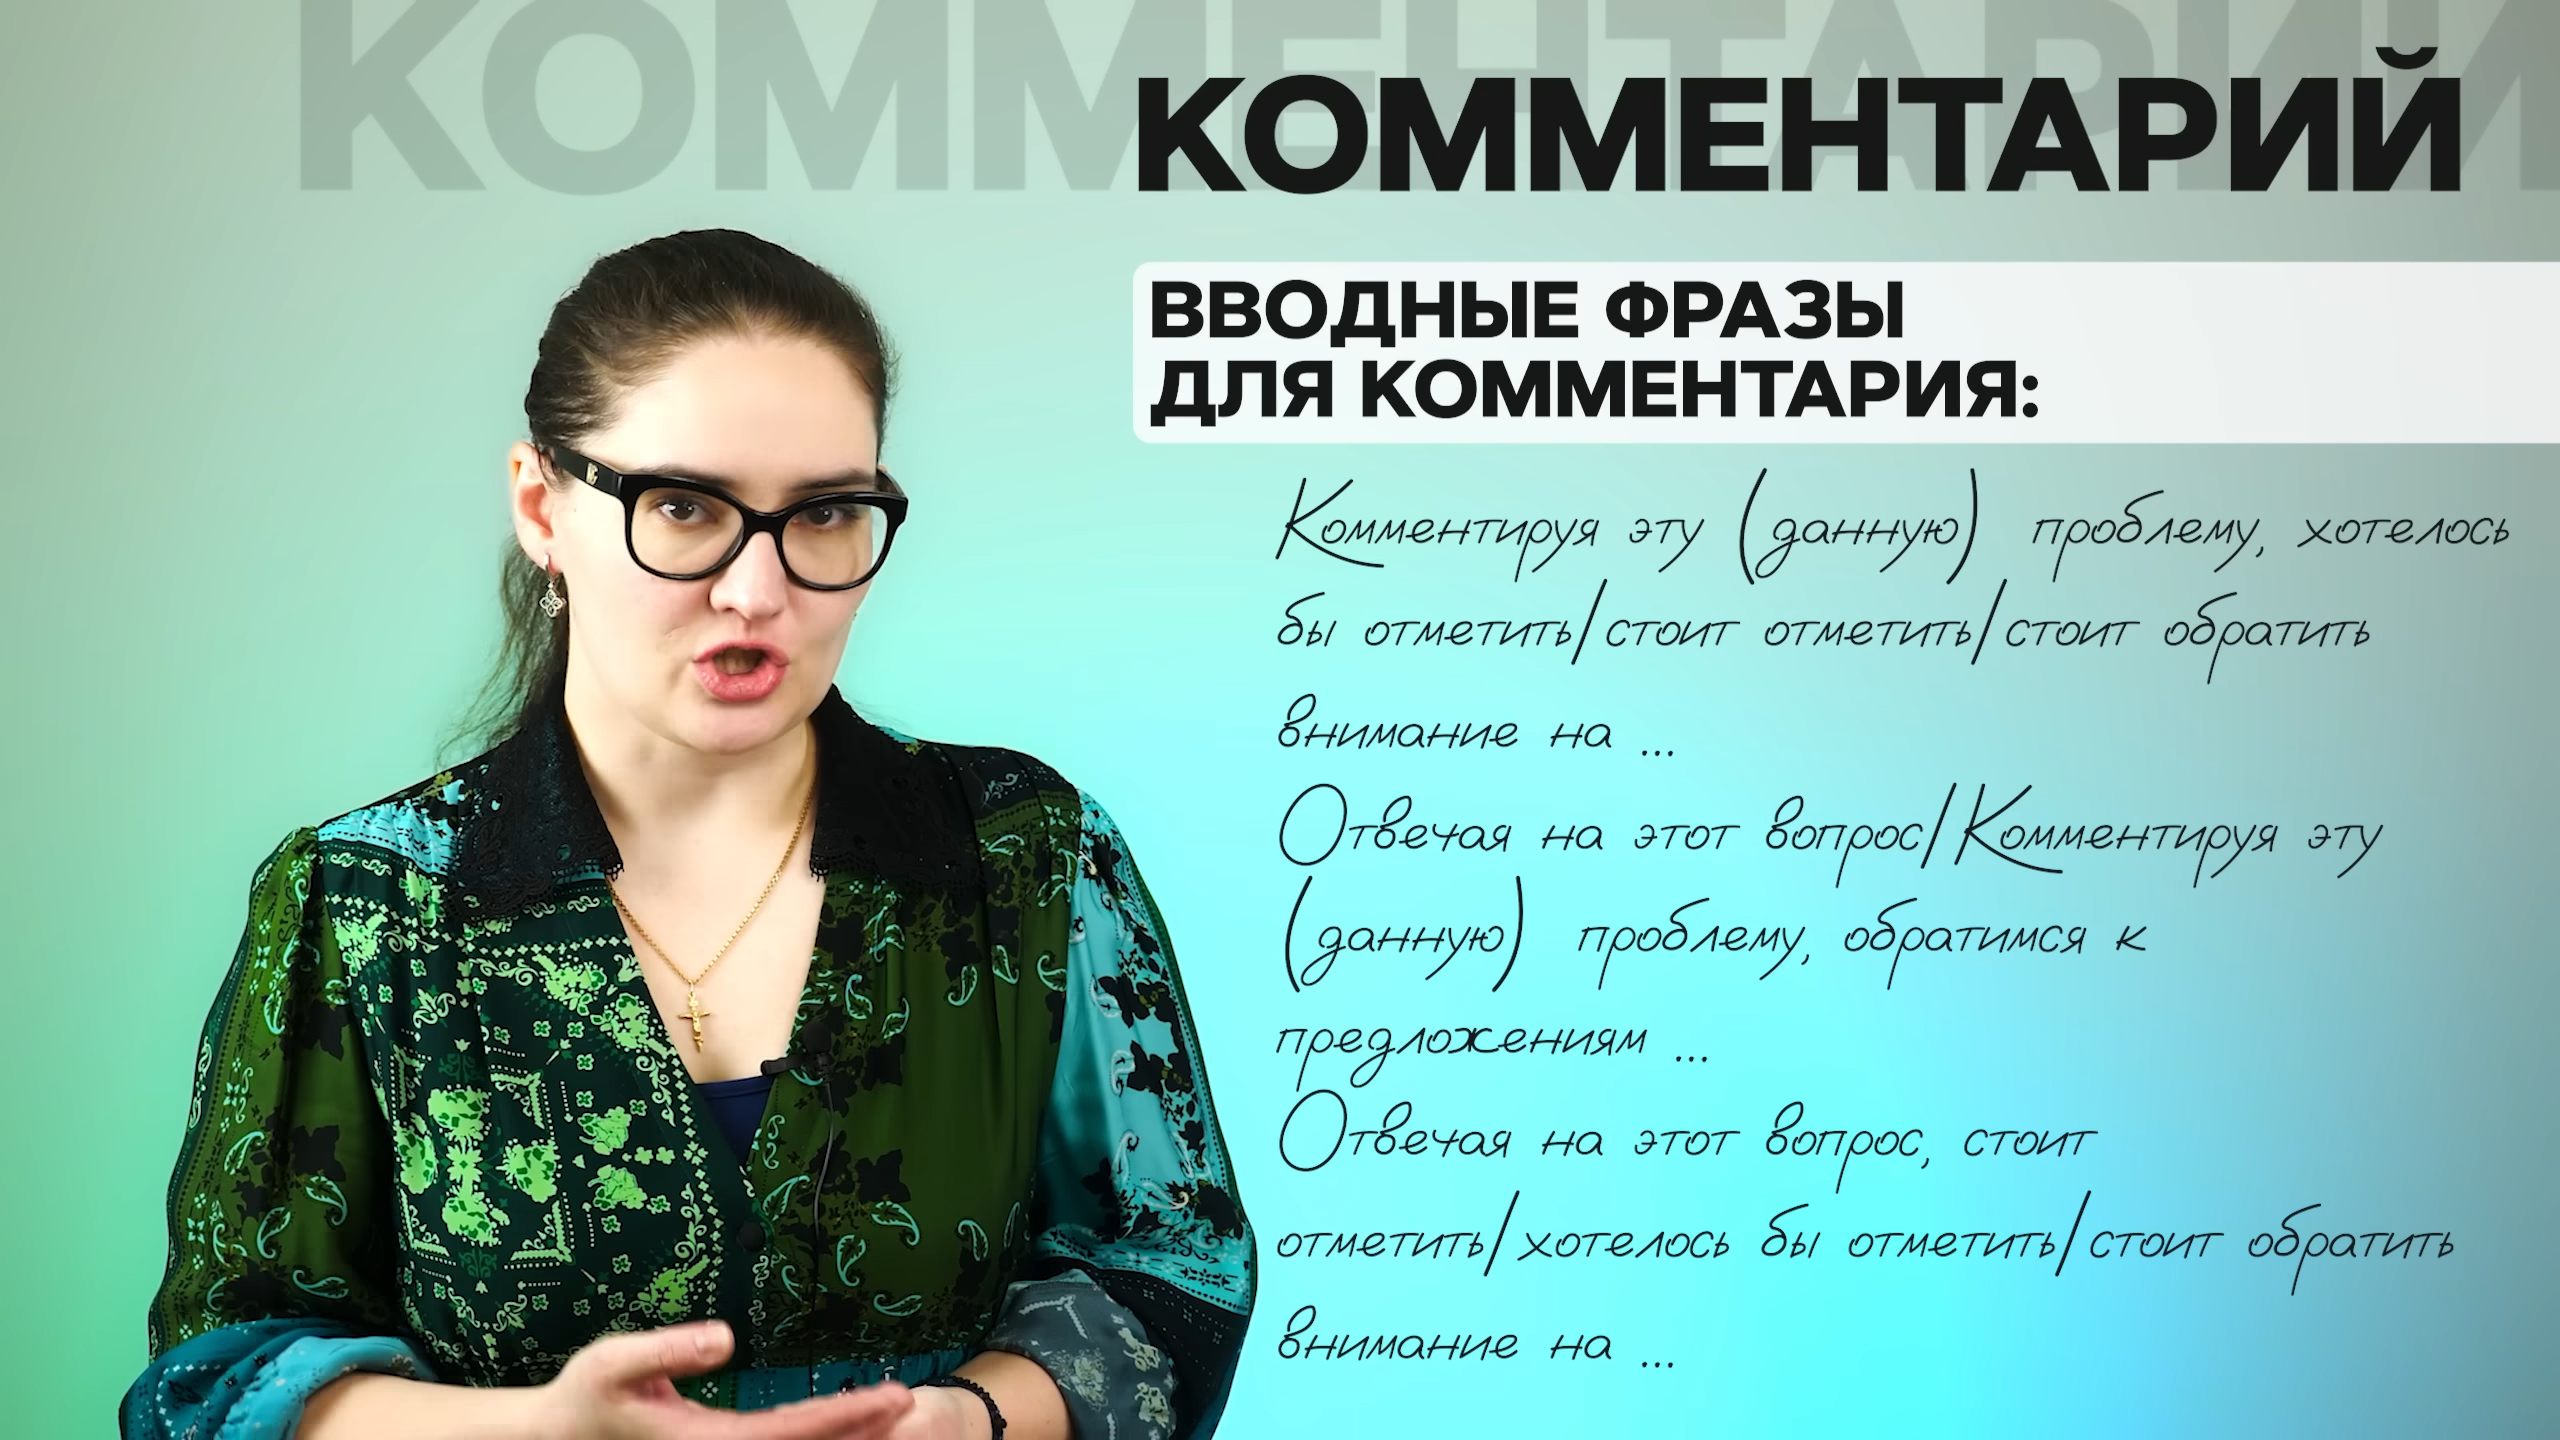 КОММЕНТАРИЙ
КОММЕНТАРИЙ
ВВОДНЫЕ ФРАЗЫ
ДЛЯ КОММЕНТАРИЯ:
Комментируя эту (данную) проблему, хотелось
бы отметить/стоит отметить/стоит обратить
внимание на ...
Отвечая на этот вопрос/Комментируя эту
(данную) проблему, обратимся к
предложениям ...
Отвечая на этот вопрос, стоит
отметить/хотелось бы отметить/стоит обратить
внимание на ...